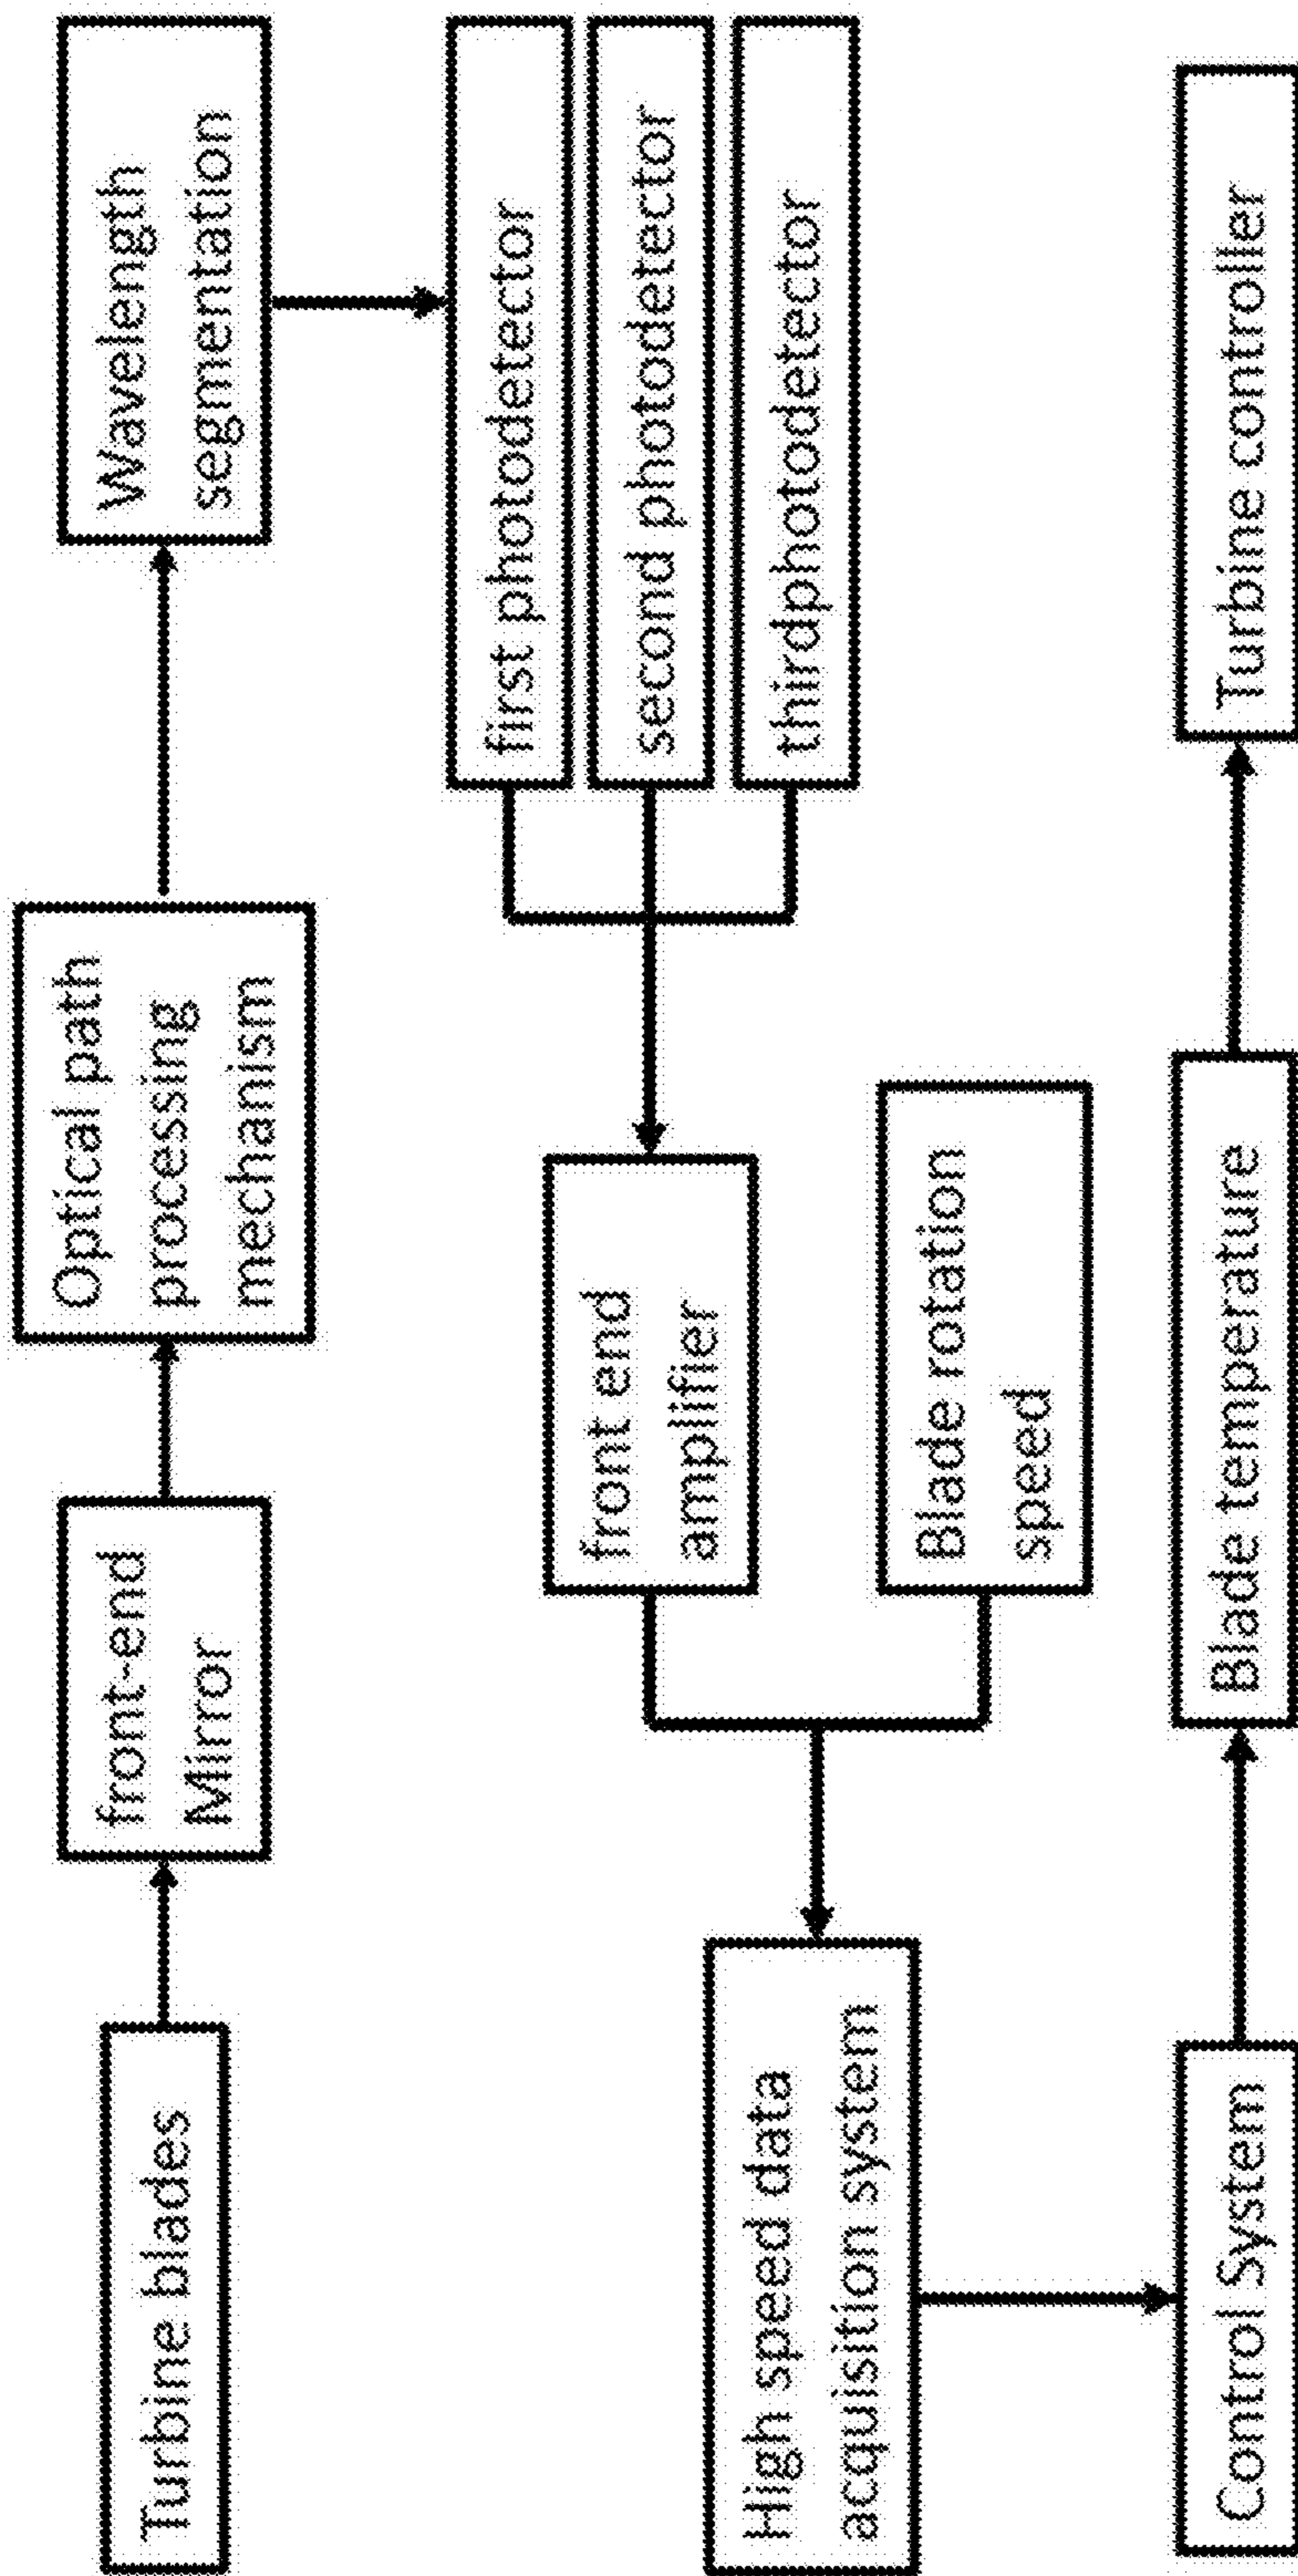 Turbine blades
front-end
Mirror
Optical path
processing
mechanism
Wavelength
segmentation
first photodetector
second photodetector
thirdphotodetector
front end
amplifier
Blade rotation
speed
High speed data
acquisition system
Control System
Blade temperature
Turbine controller